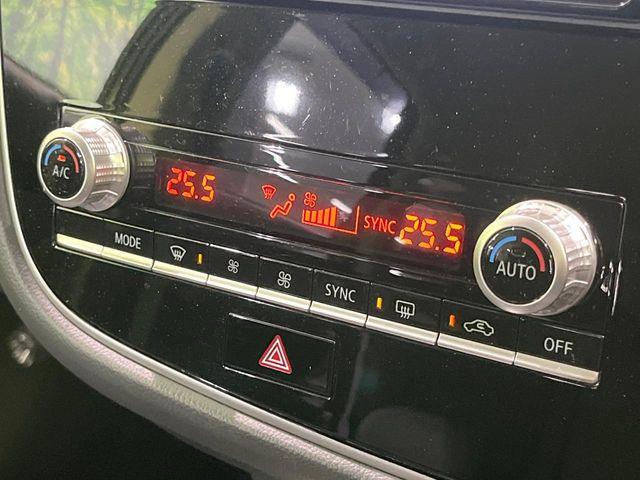 A/C
25.5
SYNC 25.5
AUTO
MODE
SYNC
OFF